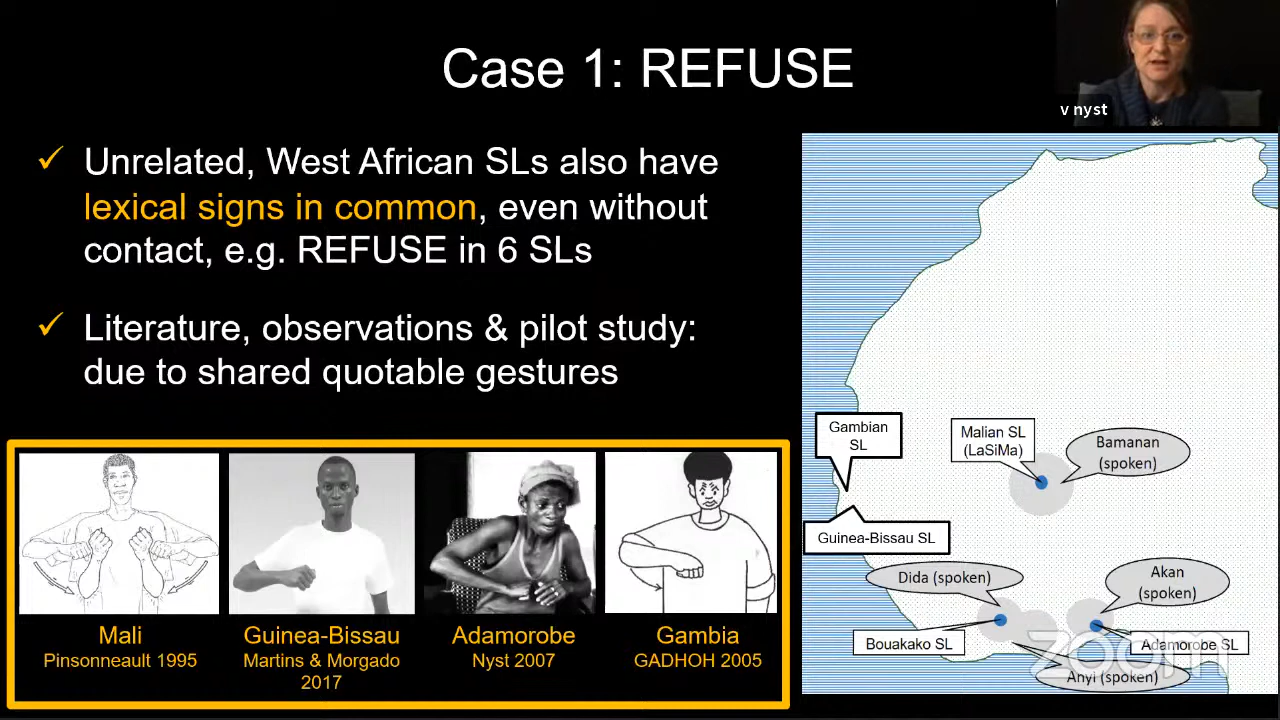 Case 1: REFUSE
v nyst
✓ Unrelated, West African SLs also have
lexical signs in common, even without
contact, e.g. REFUSE in 6 SLs
✓ Literature, observations & pilot study:
due to shared quotable gestures
Mali
Pinsonneault 1995
Guinea-Bissau
Martins & Morgado
2017
Adamorobe
Nyst 2007
Gambia
GADHOH 2005
Gambian
SL
Malian SL
(LaSiMa)
Bamanan
(spoken)
Guinea-Bissau SL
Dida (spoken)
Akan
(spoken)
Bouakako SL
Adamorobe SL
Anyi (spoken)
zoom